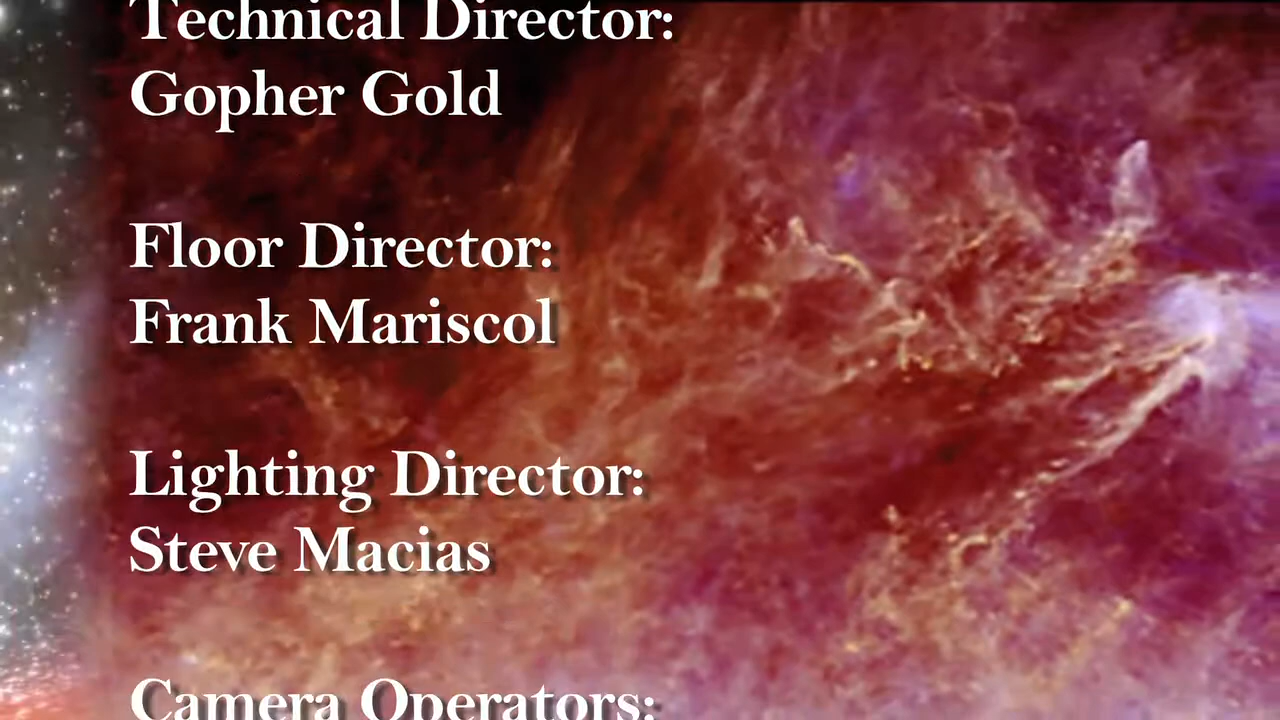 Technical Director:
Gopher Gold
Floor Director:
Frank Mariscol
Lighting Director:
Steve Macias
Camera Operators: